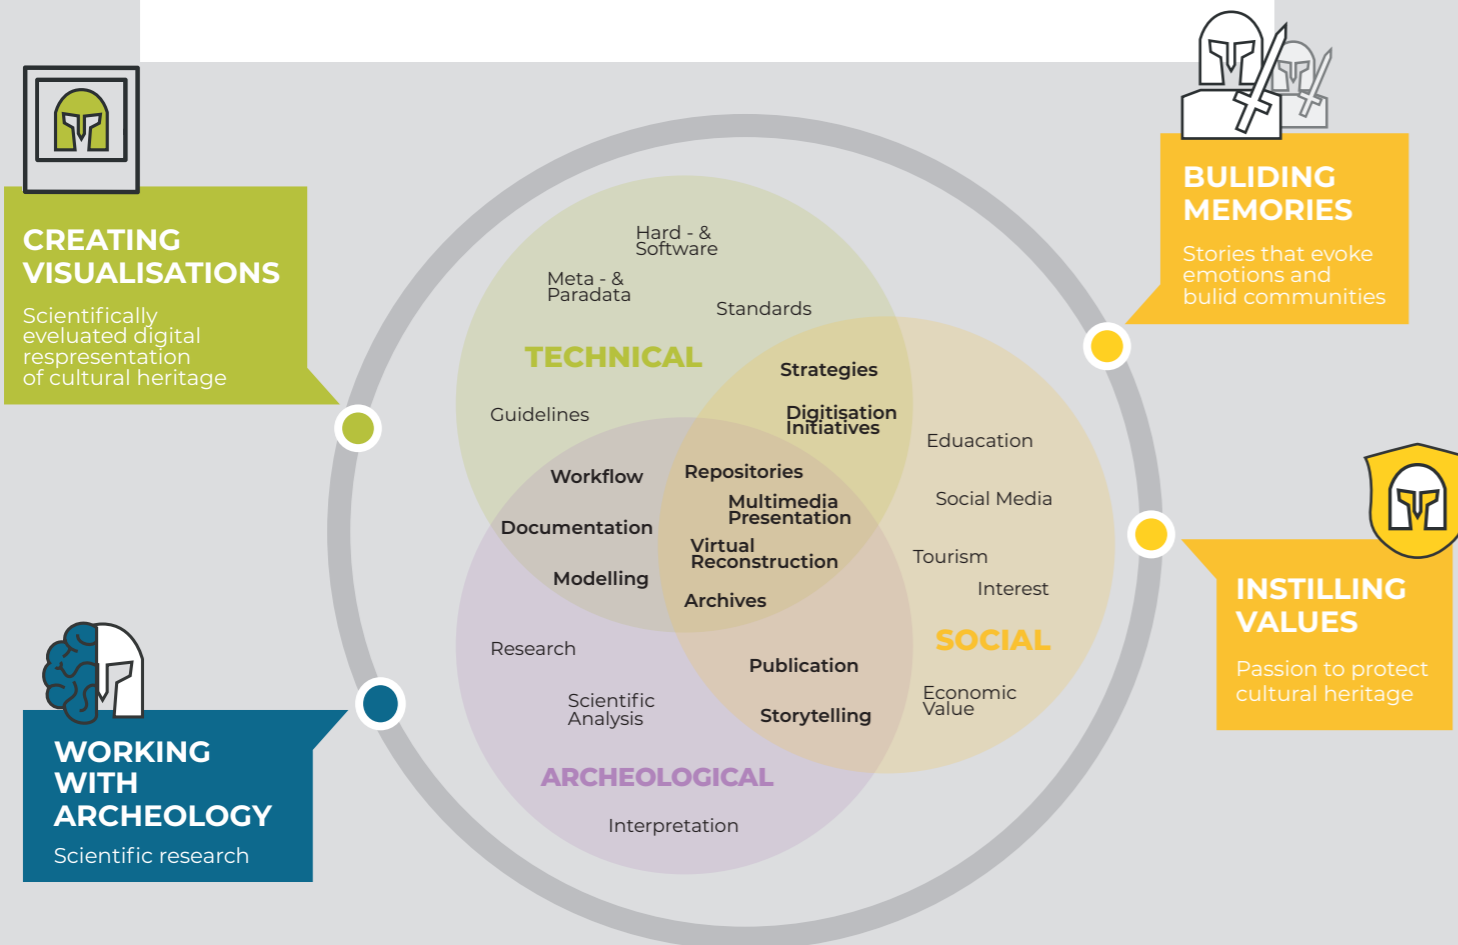 CREATING
VISUALISATIONS
Scientifically
eveluated digital
respresentation
of cultural heritage
BULIDING
MEMORIES
Stories that evoke
emotions and
bulid communities
Hard - &
Software
Meta - &
Paradata
Standards
TECHNICAL
Guidelines
Strategies
Digitisation
Initiatives
Workflow
Documentation
Modelling
Repositories
Multimedia
Presentation
Virtual
Reconstruction
Archives
Eduacation
Social Media
Tourism
Interest
SOCIAL
Economic
Value
Research
Scientific
Analysis
ARCHEOLOGICAL
Interpretation
Publication
Storytelling
INSTILLING
VALUES
Passion to protect
cultural heritage
WORKING
WITH
ARCHEOLOGY
Scientific research